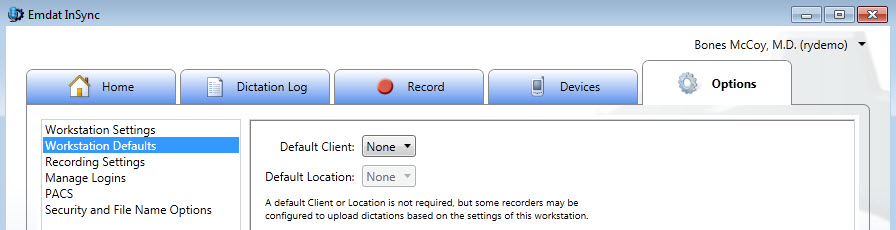 Emdat InSync
Bones McCoy, M.D. (rydemo)
Home
Dictation Log
Record
Devices
Options
Workstation Settings
Workstation Defaults
Recording Settings
Manage Logins
PACS
Security and File Name Options
Default Client: None
Default Location: None
A default Client or Location is not required, but some recorders may be
configured to upload dictations based on the settings of this workstation.